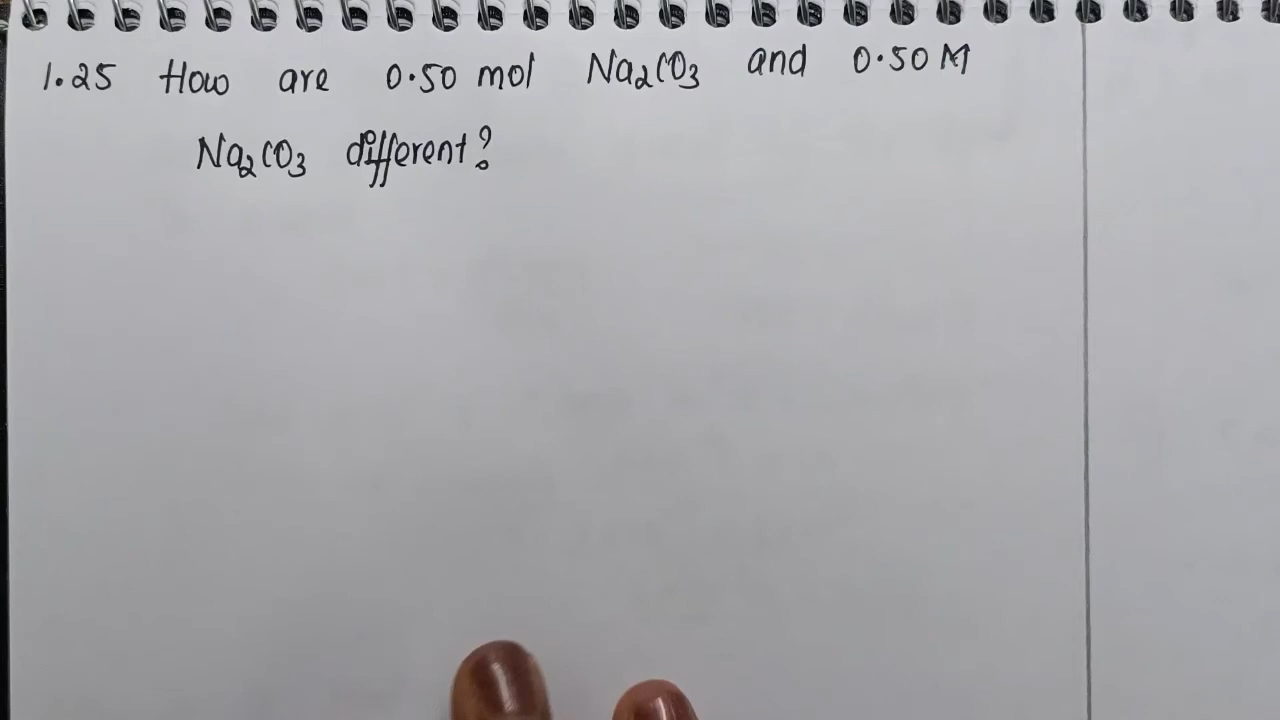 1.25 How are 0.50 mol Na₂CO₃ and 0.50 M
Na₂CO₃ different?